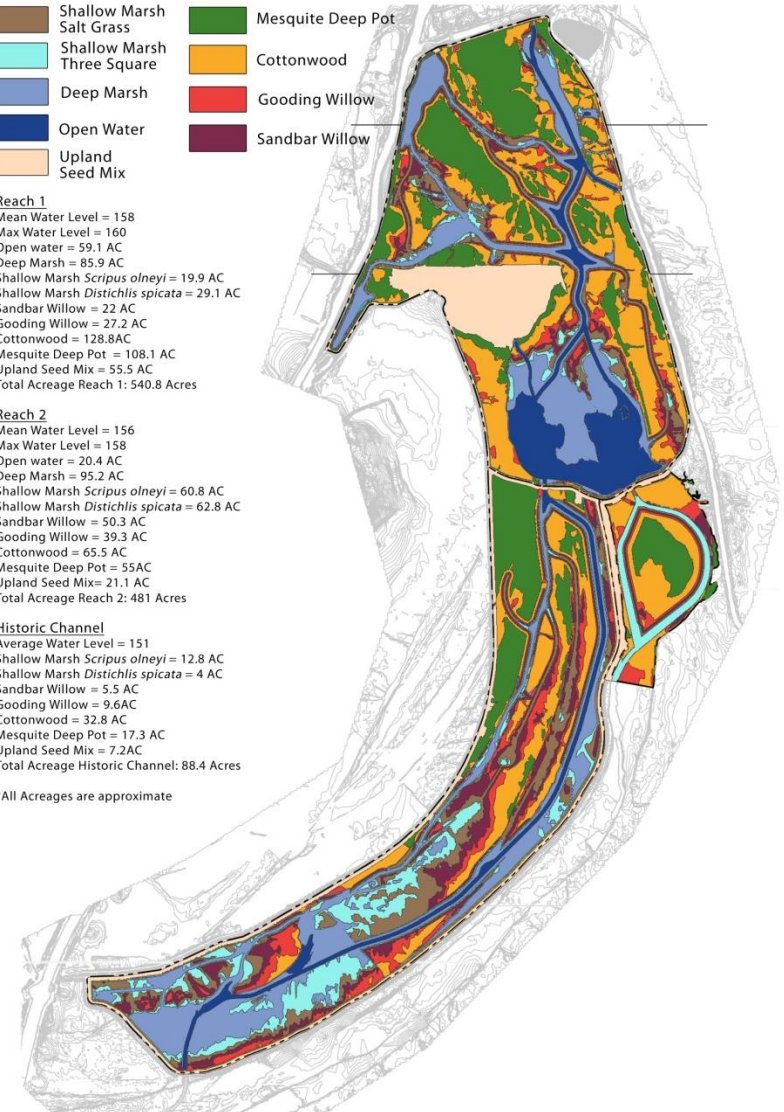 Shallow Marsh
Salt Grass
Shallow Marsh
Three Square
Deep Marsh
Open Water
Upland
Seed Mix
Mesquite Deep Pot
Cottonwood
Gooding Willow
Sandbar Willow
Reach 1
Mean Water Level = 158
Max Water Level = 160
Open water = 59.1 AC
Deep Marsh = 85.9 AC
Shallow Marsh Scripus olneyi = 19.9 AC
Shallow Marsh Distichlis spicata = 29.1 AC
Sandbar Willow = 22 AC
Gooding Willow = 27.2 AC
Cottonwood = 128.8AC
Mesquite Deep Pot = 108.1 AC
Upland Seed Mix = 55.5 AC
Total Acreage Reach 1: 540.8 Acres
Reach 2
Mean Water Level = 156
Max Water Level = 158
Open water = 20.4 AC
Deep Marsh = 95.2 AC
Shallow Marsh Scripus olneyi = 60.8 AC
Shallow Marsh Distichlis spicata = 62.8 AC
Sandbar Willow = 50.3 AC
Gooding Willow = 39.3 AC
Cottonwood = 65.5 AC
Mesquite Deep Pot = 55AC
Upland Seed Mix= 21.1 AC
Total Acreage Reach 2: 481 Acres
Historic Channel
Average Water Level = 151
Shallow Marsh Scripus olneyi = 12.8 AC
Shallow Marsh Distichlis spicata = 4 AC
Sandbar Willow = 5.5 AC
Gooding Willow = 9.6AC
Cottonwood = 32.8 AC
Mesquite Deep Pot = 17.3 AC
Upland Seed Mix = 7.2AC
Total Acreage Historic Channel: 88.4 Acres
*All Acreages are approximate